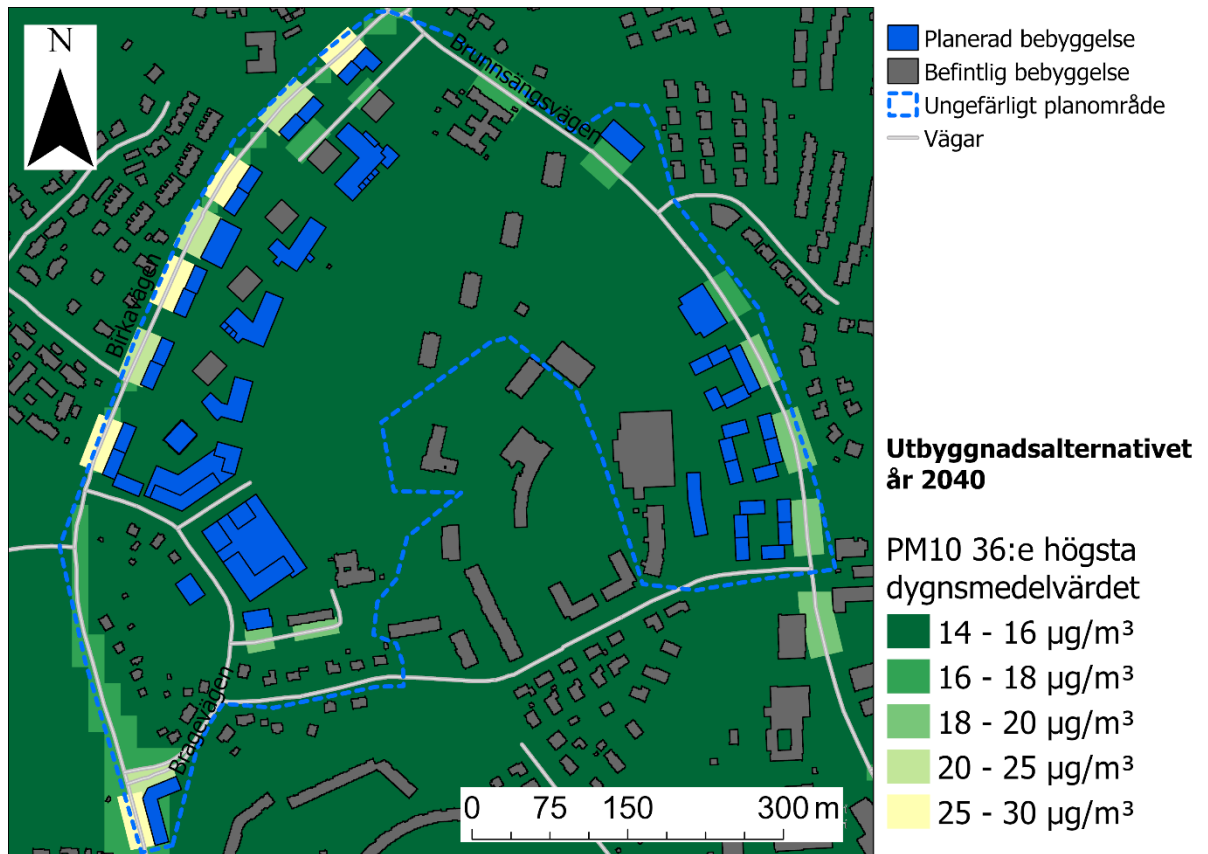 N
Brunnsängsvägen
Birkavägen
Bragevägen
0 75 150 300 m
Planerad bebyggelse
Befintlig bebyggelse
Ungefärligt planområde
Vägar
Utbyggnadsalternativet
år 2040
PM10 36:e högsta
dygnsmedelvärdet
14 - 16 µg/m³
16 - 18 µg/m³
18 - 20 µg/m³
20 - 25 µg/m³
25 - 30 µg/m³